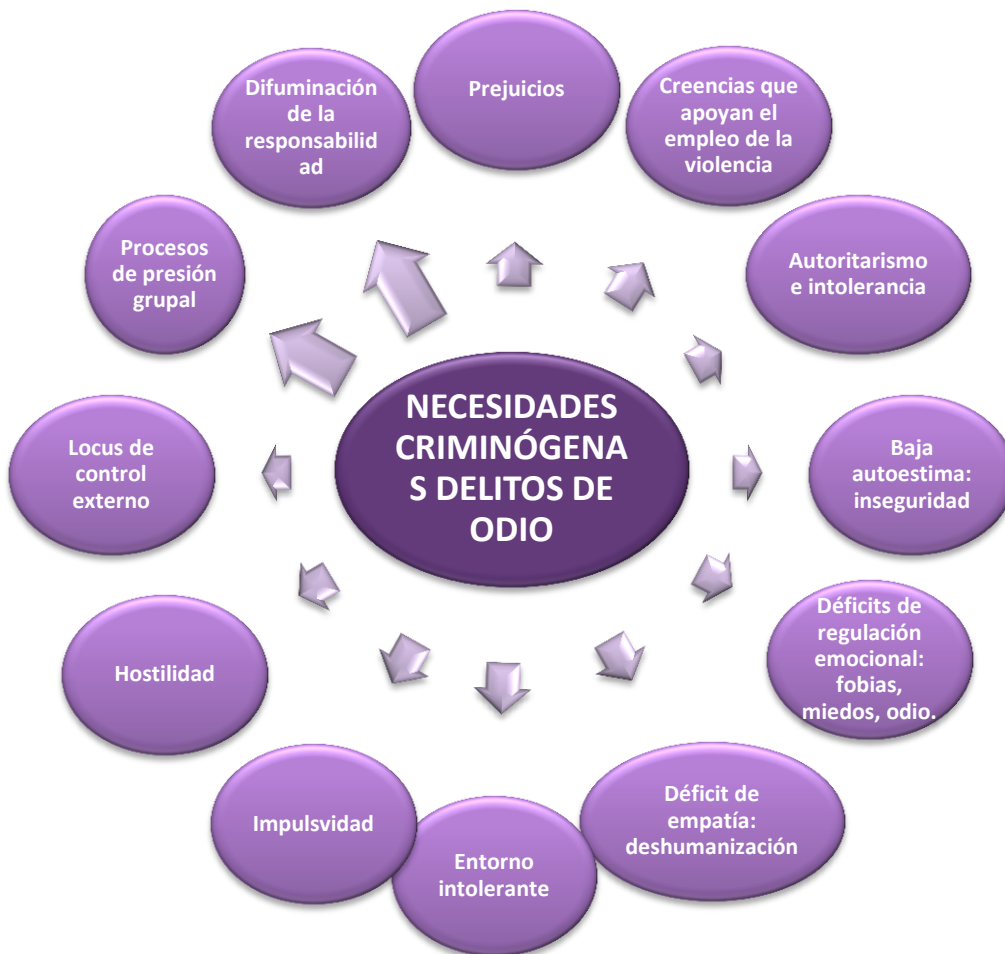 Prejuicios
Creencias que
apoyan el
empleo de la
violencia
Autoritarismo
e intolerancia
Baja
autoestima:
inseguridad
Déficits de
regulación
emocional:
fobias,
miedos, odio.
Déficit de
empatía:
deshumanización
Entorno
intolerante
Impulsvidad
Hostilidad
Locus de
control
externo
Procesos
de presión
grupal
Difuminación
de la
responsabilid
ad
NECESIDADES
CRIMINÓGENA
S DELITOS DE
ODIO